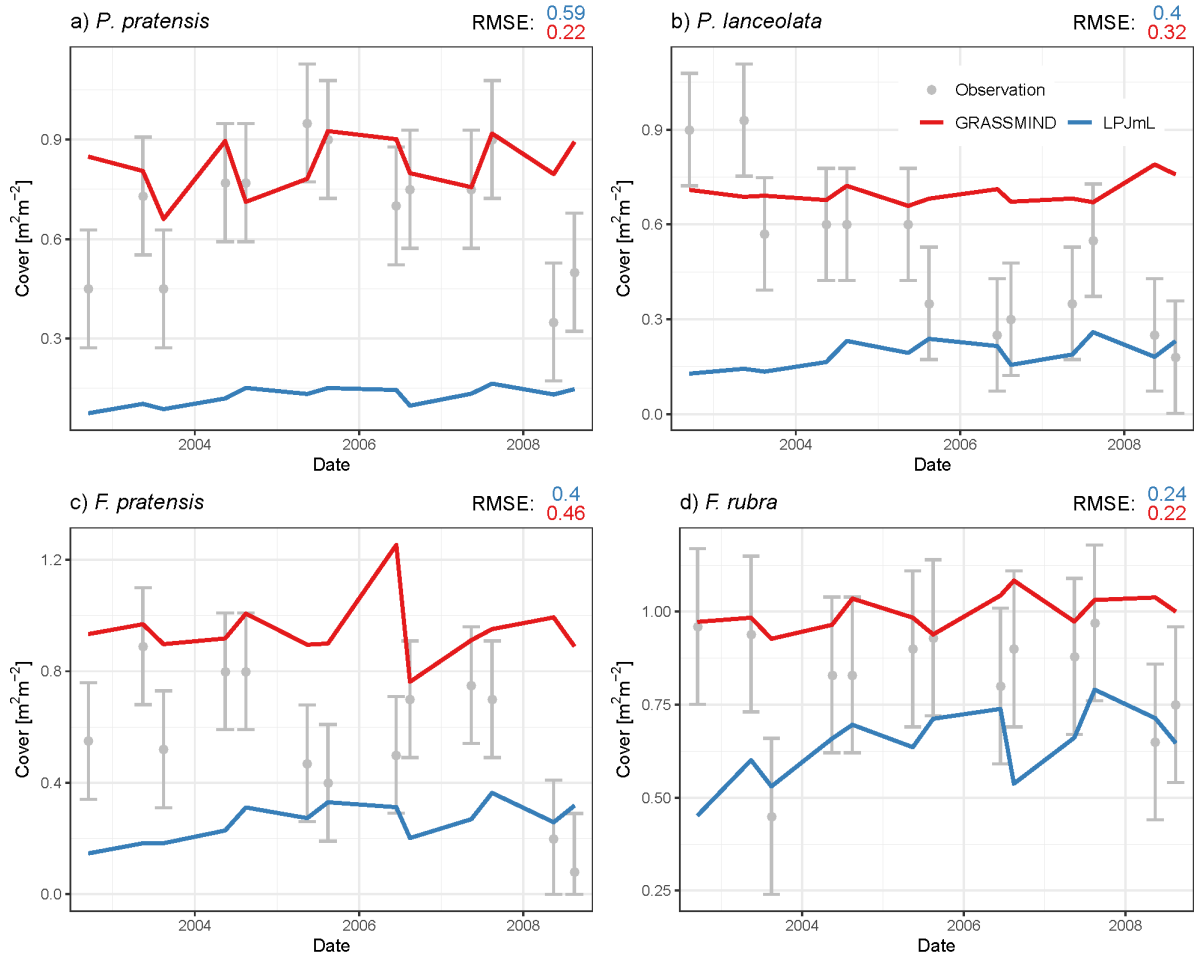 a) P. pratensis
RMSE: 0.59
0.22
0.9
0.6
0.3
Cover [m²m⁻²]
2004 2006 2008
Date
b) P. lanceolata
RMSE: 0.4
0.32
Observation
GRASSMIND LPJmL
0.9
0.6
0.3
0.0
Cover [m²m⁻²]
2004 2006 2008
Date
c) F. pratensis
RMSE: 0.4
0.46
1.2
0.8
0.4
0.0
Cover [m²m⁻²]
2004 2006 2008
Date
d) F. rubra
RMSE: 0.24
0.22
1.00
0.75
0.50
0.25
Cover [m²m⁻²]
2004 2006 2008
Date